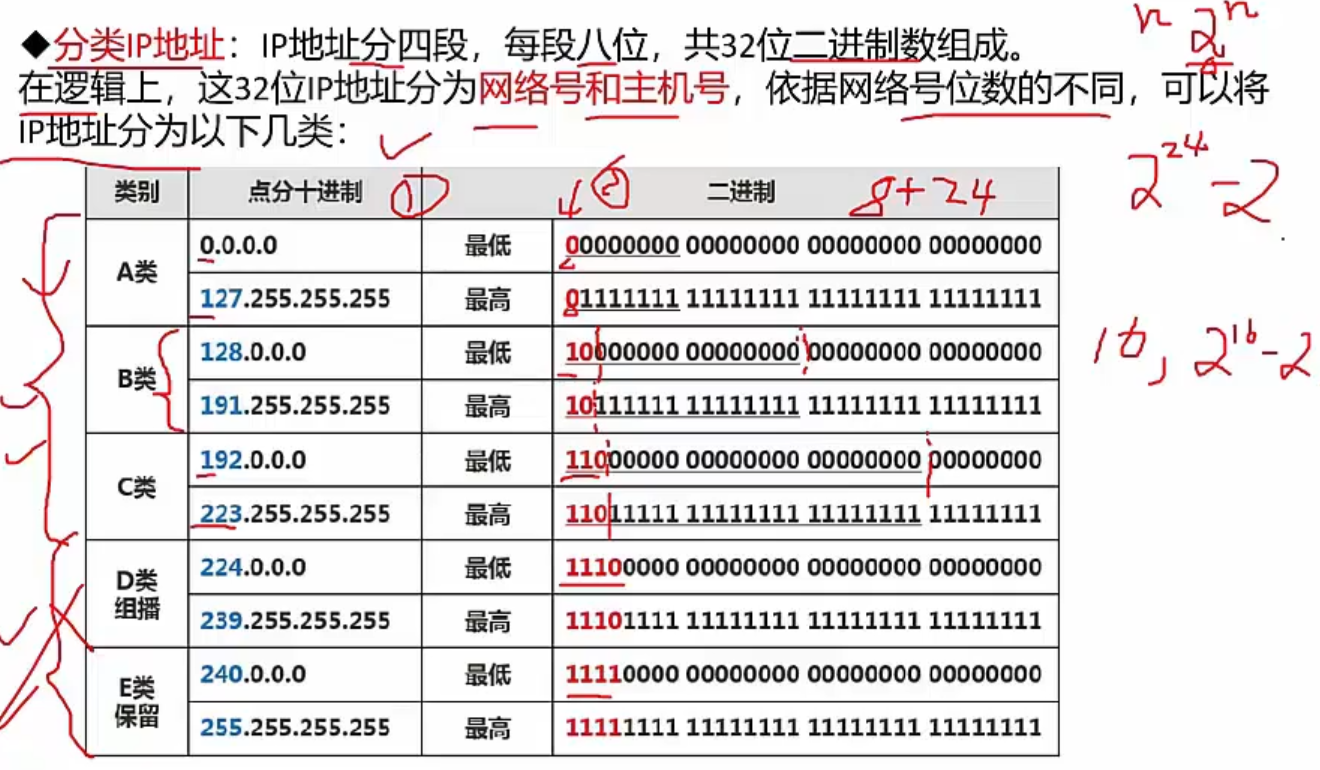 ◆分类IP地址：IP地址分四段，每段八位，共32位二进制数组成。
n 2ⁿ
在逻辑上，这32位IP地址分为网络号和主机号，依据网络号位数的不同，可以将
IP地址分为以下几类：
2²⁴-2
类别 点分十进制 ① ② 二进制 8+24
A类 0.0.0.0 最低 00000000 00000000 00000000 00000000
127.255.255.255 最高 01111111 11111111 11111111 11111111
B类 128.0.0.0 最低 10000000 00000000 00000000 00000000
16, 2¹⁶-2
191.255.255.255 最高 10111111 11111111 11111111 11111111
C类 192.0.0.0 最低 11000000 00000000 00000000 00000000
223.255.255.255 最高 11011111 11111111 11111111 11111111
D类
组播 224.0.0.0 最低 11100000 00000000 00000000 00000000
239.255.255.255 最高 11101111 11111111 11111111 11111111
E类
保留 240.0.0.0 最低 11110000 00000000 00000000 00000000
255.255.255.255 最高 11111111 11111111 11111111 11111111